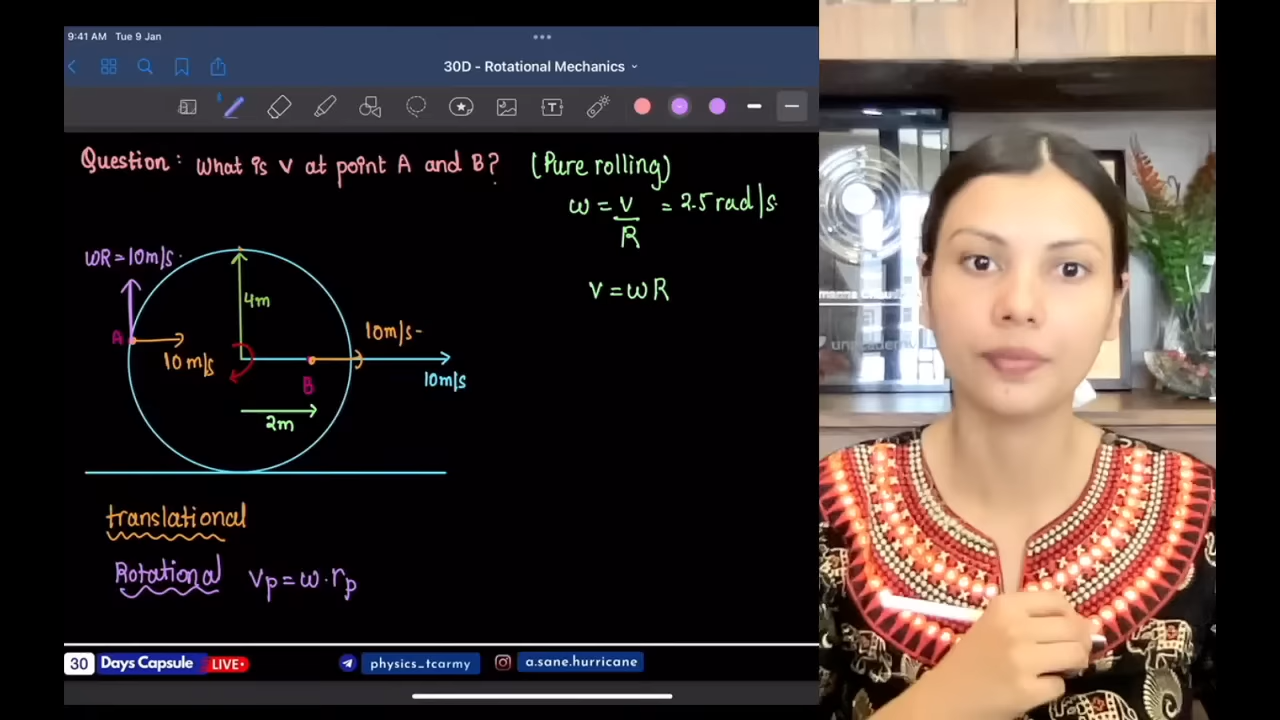 9:41 AM Tue 9 Jan
30D - Rotational Mechanics
Question: What is v at point A and B? (Pure rolling)
ω = v/R = 2.5 rad/s
v = ωR
ωR = 10m/s
4m
A
10 m/s
10m/s
B
10m/s
2m
Translational
Rotational vp = ω·rp
30 Days Capsule LIVE
physics_tcarmy
a.sane.hurricane